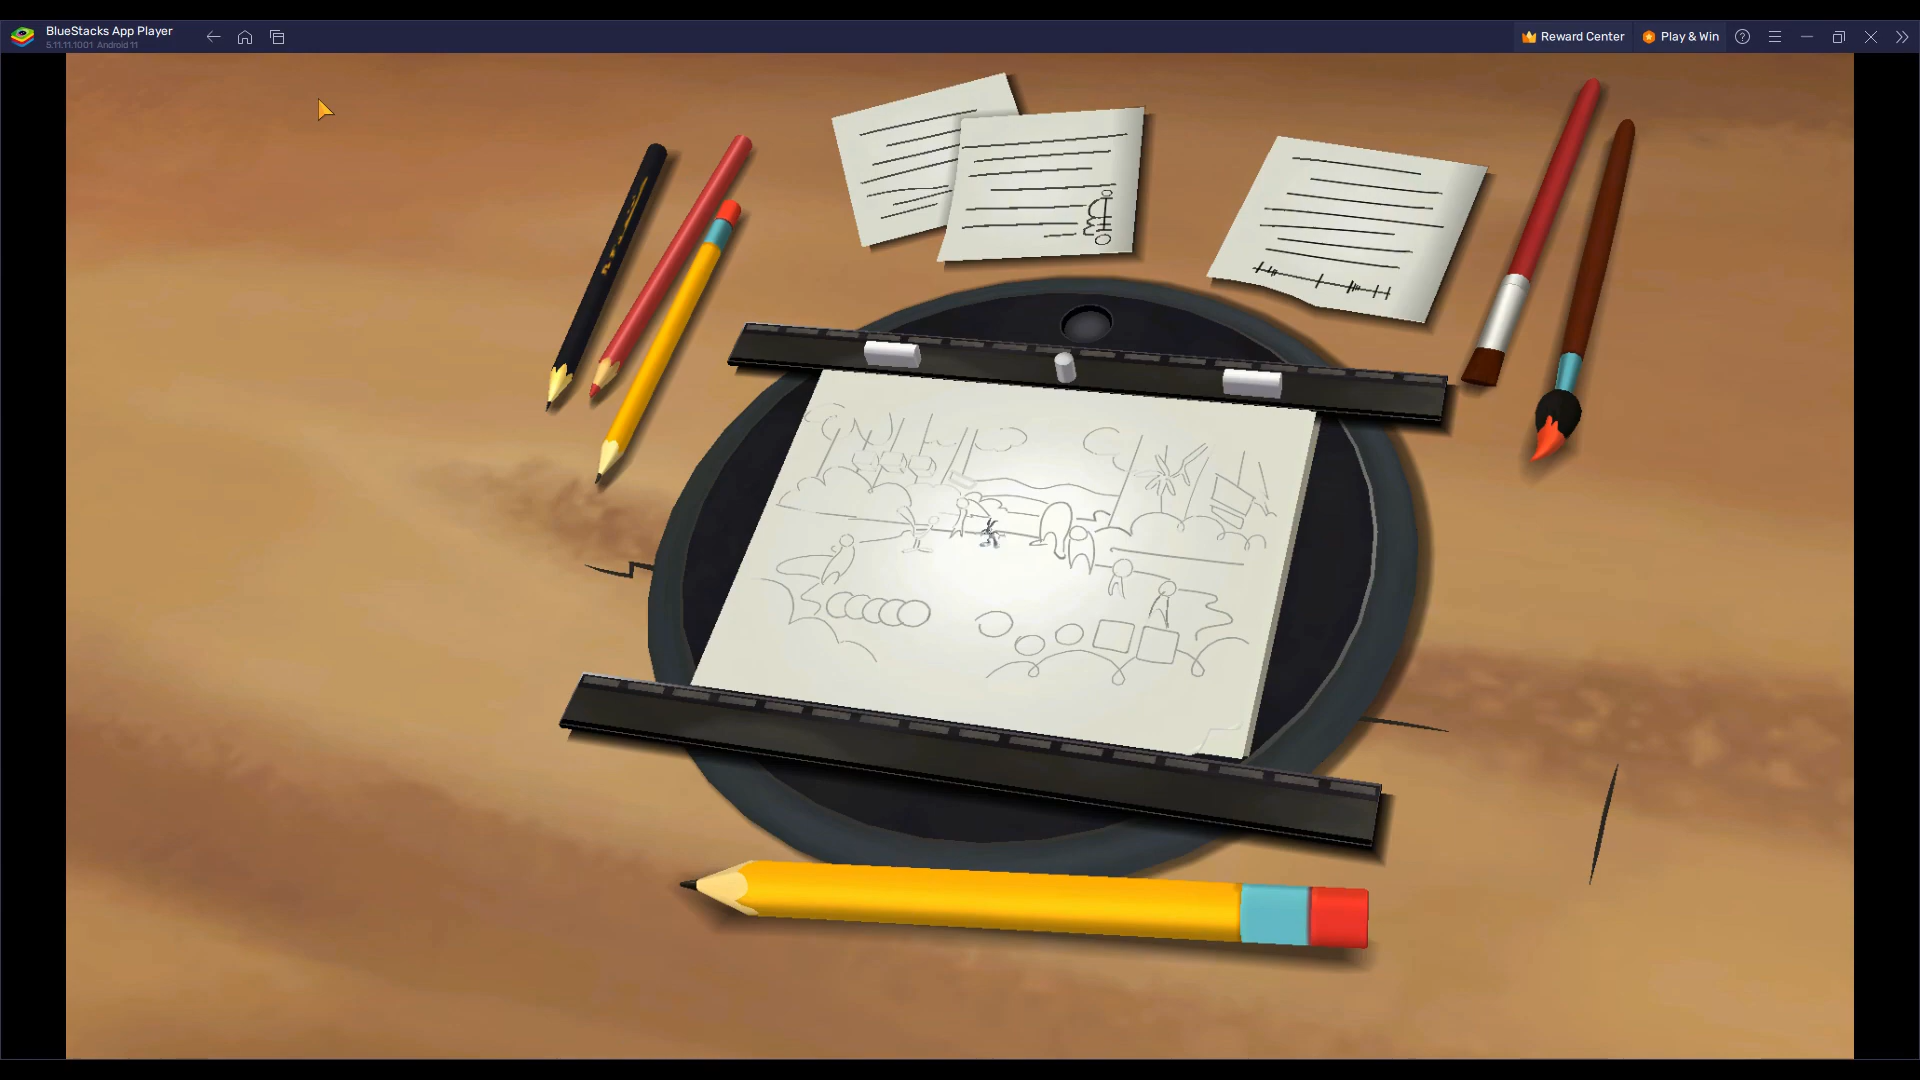 BlueStacks App Player
5.11.11.1001 Android 11
Reward Center
Play & Win